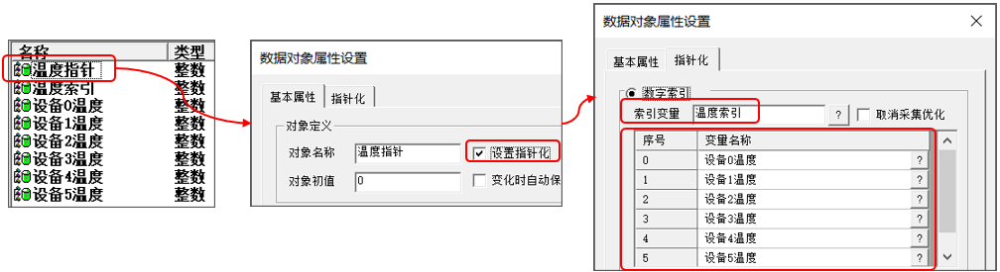 名称 类型
温度指针 整数
温度索引 整数
设备0温度 整数
设备1温度 整数
设备2温度 整数
设备3温度 整数
设备4温度 整数
设备5温度 整数
数据对象属性设置
基本属性 指针化
对象定义
对象名称 温度指针 设置指针化
对象初值 0 变化时自动保
数据对象属性设置
基本属性 指针化
数字索引
索引变量 温度索引 ? 取消采集优化
序号 变量名称
0 设备0温度 ?
1 设备1温度 ?
2 设备2温度 ?
3 设备3温度 ?
4 设备4温度 ?
5 设备5温度 ?